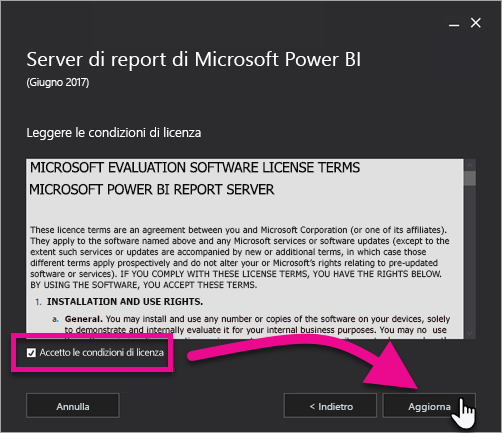 Server di report di Microsoft Power BI
(Giugno 2017)
Leggere le condizioni di licenza
MICROSOFT EVALUATION SOFTWARE LICENSE TERMS
MICROSOFT POWER BI REPORT SERVER
These licence terms are an agreement between you and Microsoft Corporation (or one of its affiliates).
They apply to the software named above and any Microsoft services or software updates (except to the
extent such services or updates are accompanied by new or additional terms, in which case those
different terms apply prospectively and do not alter your or Microsoft's rights relating to pre-updated
software or services). IF YOU COMPLY WITH THESE LICENSE TERMS, YOU HAVE THE RIGHTS BELOW.
BY USING THE SOFTWARE, YOU ACCEPT THESE TERMS.
1. INSTALLATION AND USE RIGHTS.
a. General. You may install and use any number or copies of the software on your devices, solely
to demonstrate and internally evaluate it for your internal business purposes. You may no use
Accetto le condizioni di licenza
Annulla
< Indietro
Aggiorna